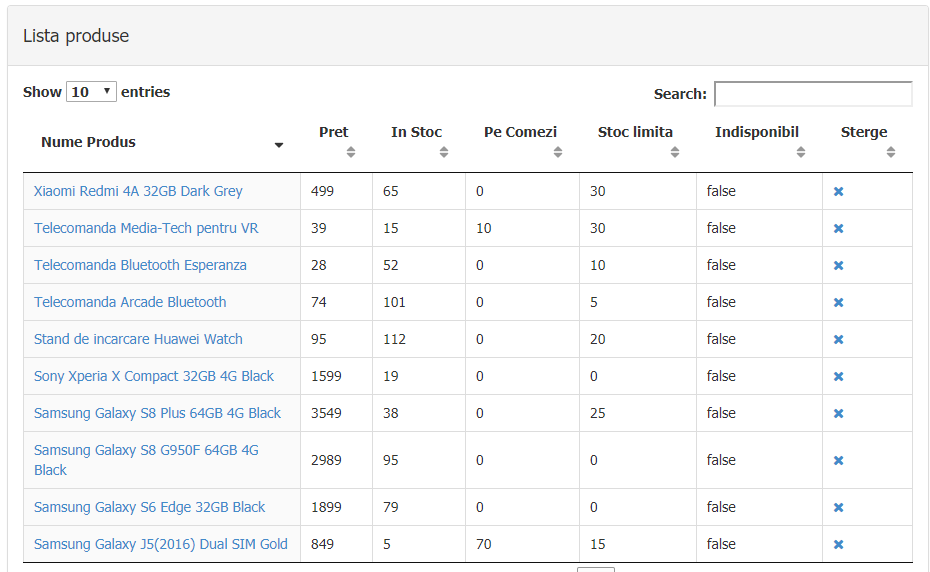 Lista produse
Show 10 entries
Search:
Nume Produs Pret In Stoc Pe Comezi Stoc limita Indisponibil Sterge
Xiaomi Redmi 4A 32GB Dark Grey 499 65 0 30 false
Telecomanda Media-Tech pentru VR 39 15 10 30 false
Telecomanda Bluetooth Esperanza 28 52 0 10 false
Telecomanda Arcade Bluetooth 74 101 0 5 false
Stand de incarcare Huawei Watch 95 112 0 20 false
Sony Xperia X Compact 32GB 4G Black 1599 19 0 0 false
Samsung Galaxy S8 Plus 64GB 4G Black 3549 38 0 25 false
Samsung Galaxy S8 G950F 64GB 4G
Black 2989 95 0 0 false
Samsung Galaxy S6 Edge 32GB Black 1899 79 0 0 false
Samsung Galaxy J5(2016) Dual SIM Gold 849 5 70 15 false